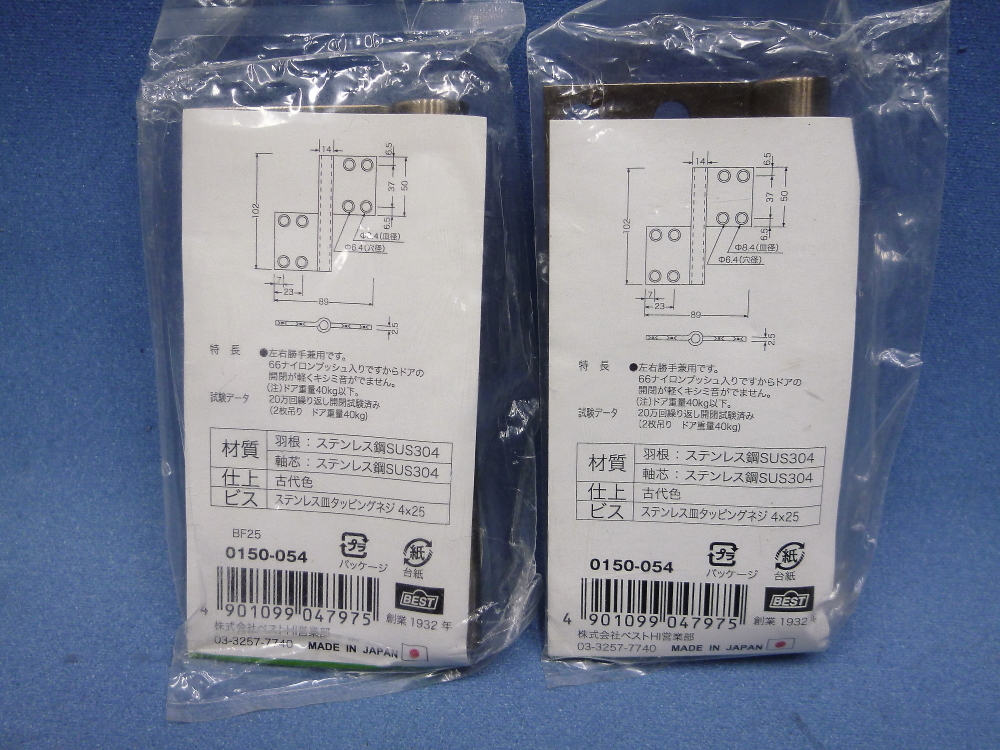 14
6.5
102
37
50
6.5
Φ8.4(皿径)
Φ6.4(穴径)
7
23
89
2.5
特 長 ●左右勝手兼用です。
66ナイロンブッシュ入りですからドアの
開閉が軽くキシミ音がでません。
(注)ドア重量40kg以下。
試験データ 20万回繰り返し開閉試験済み
(2枚吊り ドア重量40kg)
材質 羽根：ステンレス鋼SUS304
軸芯：ステンレス鋼SUS304
仕上 古代色
ビス ステンレス皿タッピングネジ 4x25
BF25
0150-054
プラ
パッケージ
紙
台紙
4 901099 047975
BEST
創業 1932 年
株式会社ベストHI営業部
03-3257-7740 MADE IN JAPAN
14
6.5
102
37
50
6.5
Φ8.4(皿径)
Φ6.4(穴径)
7
23
89
2.5
特 長 ●左右勝手兼用です。
66ナイロンブッシュ入りですからドアの
開閉が軽くキシミ音がでません。
(注)ドア重量40kg以下。
試験データ 20万回繰り返し開閉試験済み
(2枚吊り ドア重量40kg)
材質 羽根：ステンレス鋼SUS304
軸芯：ステンレス鋼SUS304
仕上 古代色
ビス ステンレス皿タッピングネジ 4x25
0150-054
プラ
パッケージ
紙
台紙
4 901099 047975
BEST
創業 1932 年
株式会社ベストHI営業部
03-3257-7740 MADE IN JAPAN